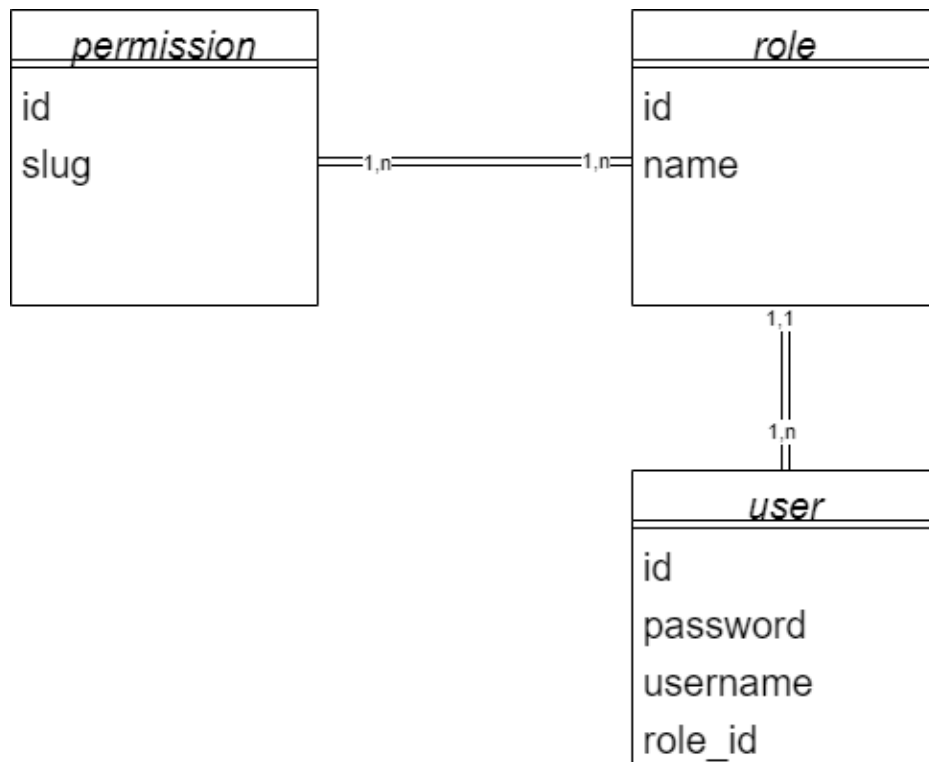 permission
id
slug
role
id
name
1,n
1,n
1,1
1,n
user
id
password
username
role_id